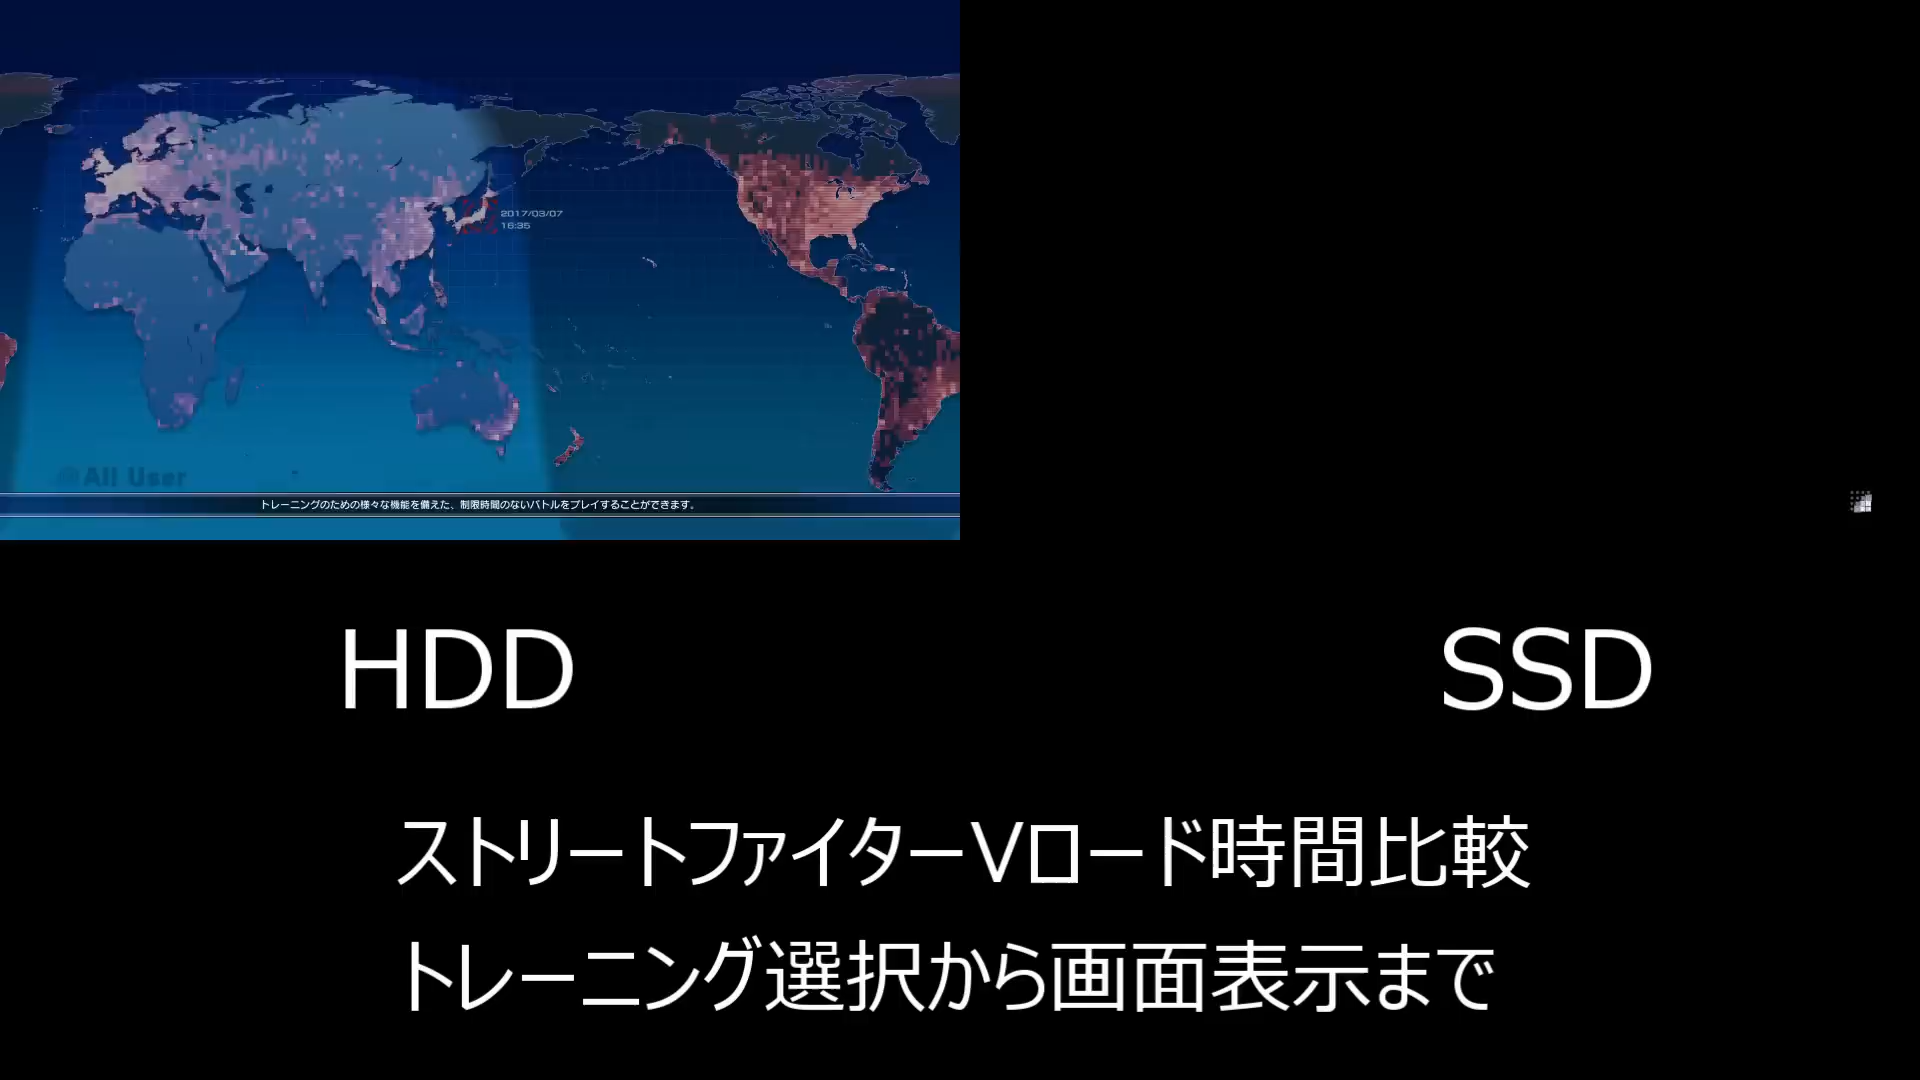 2017/03/07
16:35
@All User
トレーニングのための様々な機能を備えた、制限時間のないバトルをプレイすることができます。
HDD
SSD
ストリートファイターVロード時間比較
トレーニング選択から画面表示まで